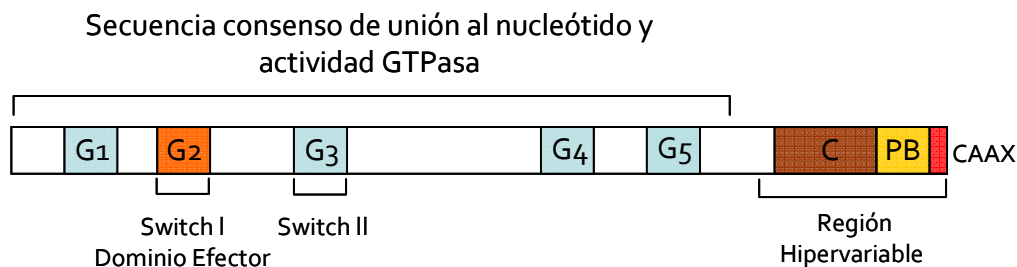 Secuencia consenso de unión al nucleótido y
actividad GTPasa
G1 G2 G3 G4 G5 C PB CAAX
Switch I Switch II Región
Dominio Efector Hipervariable